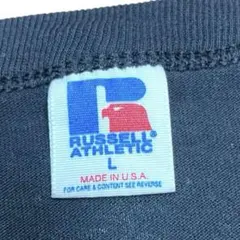 RUSSELL®
ATHLETIC
L
MADE IN U.S.A.
FOR CARE & CONTENT SEE REVERSE